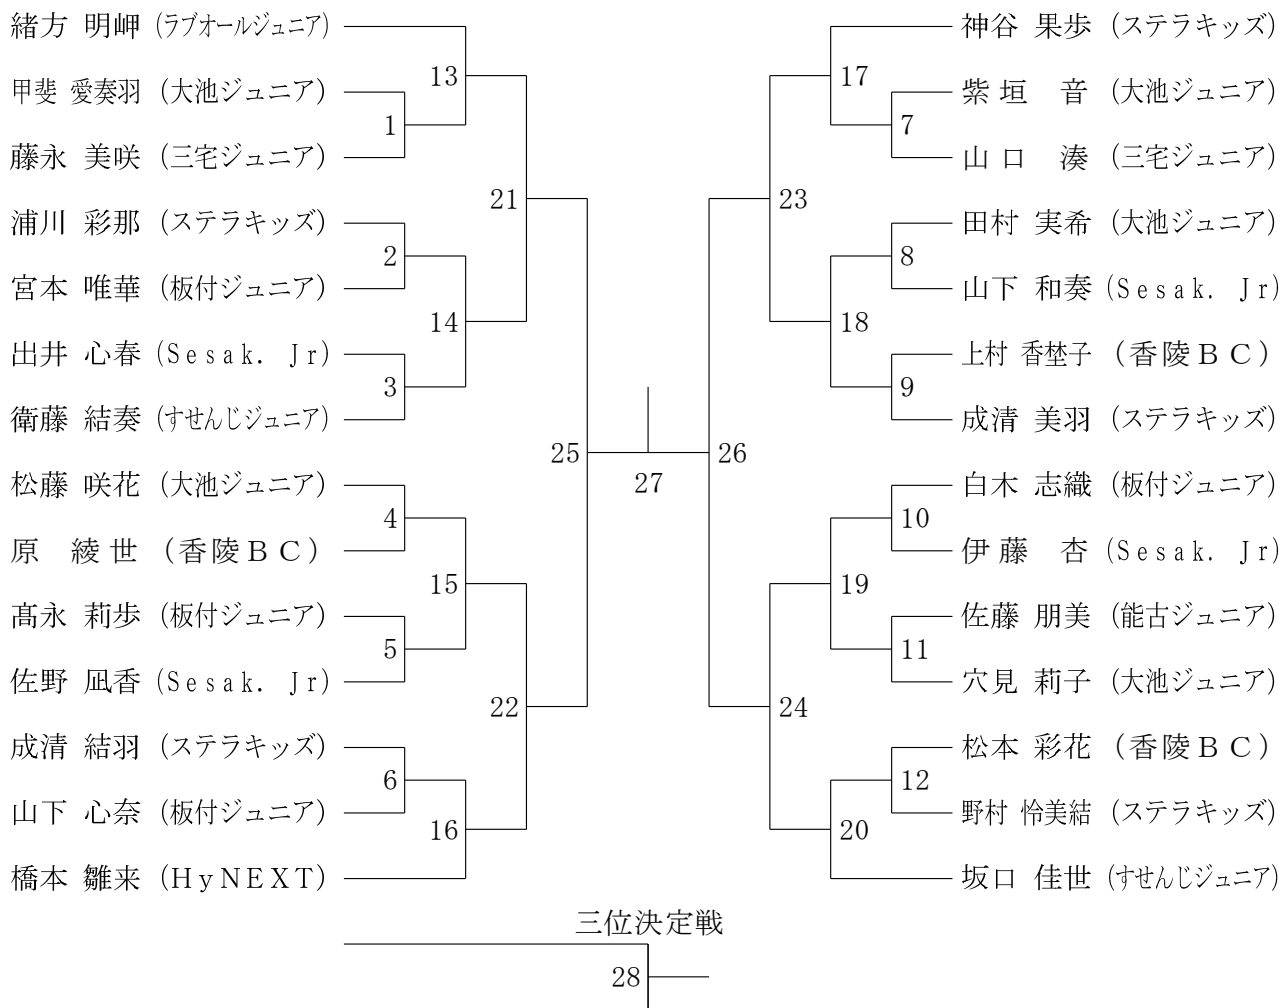 緒方 明岬 (ラブオールジュニア)
甲斐 愛奏羽 (大池ジュニア)
藤永 美咲 (三宅ジュニア)
浦川 彩那 (ステラキッズ)
宮本 唯華 (板付ジュニア)
出井 心春 (Sesak. Jr)
衛藤 結奏 (すせんじジュニア)
松藤 咲花 (大池ジュニア)
原 綾世 (香陵BC)
髙永 莉歩 (板付ジュニア)
佐野 凪香 (Sesak. Jr)
成清 結羽 (ステラキッズ)
山下 心奈 (板付ジュニア)
橋本 雛来 (HyNEXT)
1
2
3
4
5
6
13
14
15
16
21
22
25
27
26
23
24
17
18
19
20
7
8
9
10
11
12
神谷 果歩 (ステラキッズ)
紫垣 音 (大池ジュニア)
山口 湊 (三宅ジュニア)
田村 実希 (大池ジュニア)
山下 和奏 (Sesak. Jr)
上村 香埜子 (香陵BC)
成清 美羽 (ステラキッズ)
白木 志織 (板付ジュニア)
伊藤 杏 (Sesak. Jr)
佐藤 朋美 (能古ジュニア)
穴見 莉子 (大池ジュニア)
松本 彩花 (香陵BC)
野村 怜美結 (ステラキッズ)
坂口 佳世 (すせんじジュニア)
三位決定戦
28